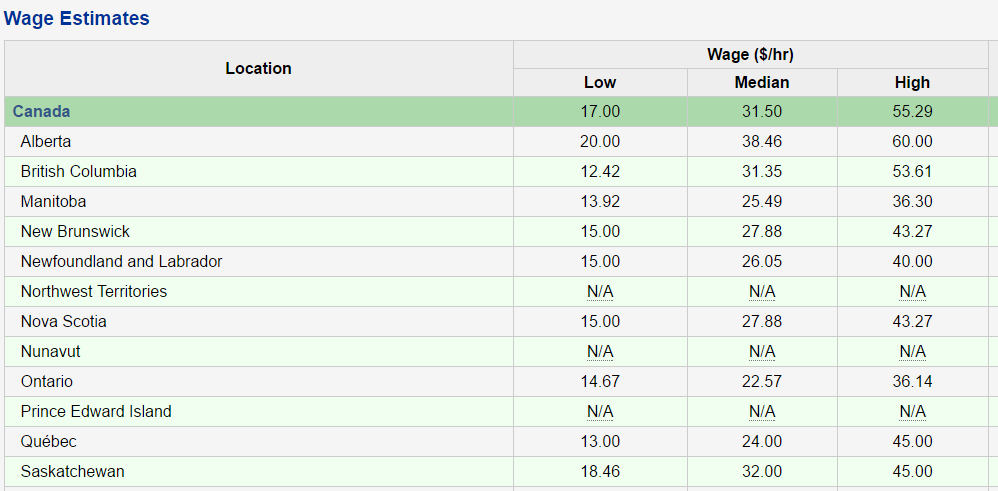 Wage Estimates
Location Wage ($/hr)
Low Median High
Canada 17.00 31.50 55.29
Alberta 20.00 38.46 60.00
British Columbia 12.42 31.35 53.61
Manitoba 13.92 25.49 36.30
New Brunswick 15.00 27.88 43.27
Newfoundland and Labrador 15.00 26.05 40.00
Northwest Territories N/A N/A N/A
Nova Scotia 15.00 27.88 43.27
Nunavut N/A N/A N/A
Ontario 14.67 22.57 36.14
Prince Edward Island N/A N/A N/A
Québec 13.00 24.00 45.00
Saskatchewan 18.46 32.00 45.00